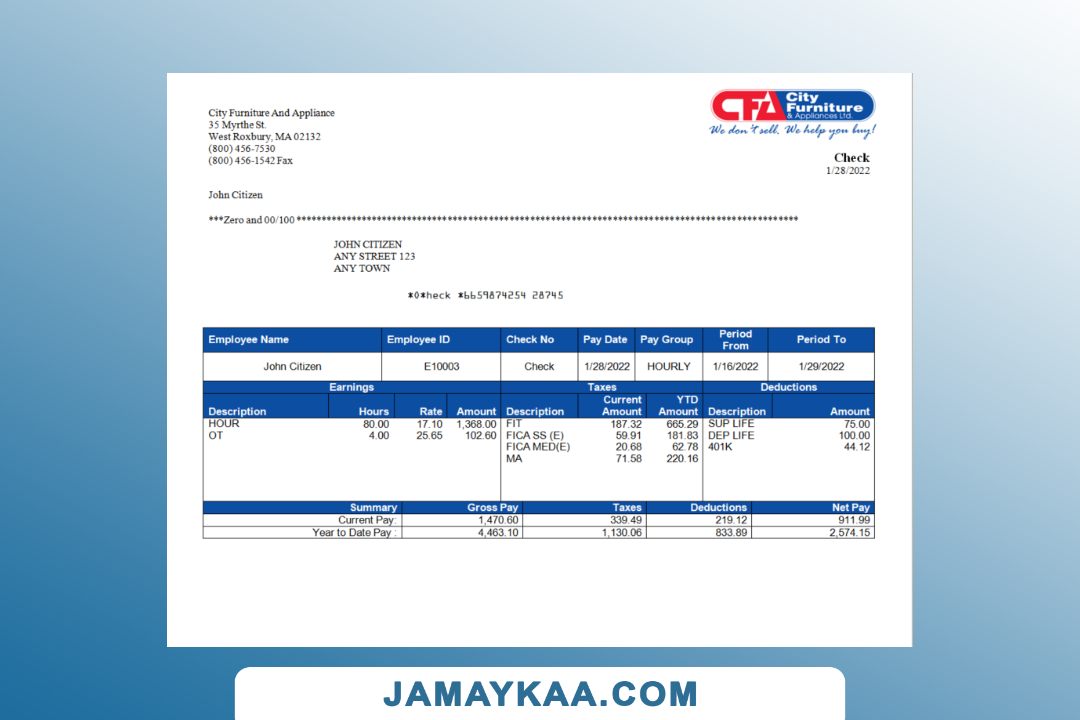 City Furniture And Appliance
35 Myrthe St.
West Roxbury, MA 02132
(800) 456-7530
(800) 456-1542 Fax
CFA City Furniture & Appliances Ltd.
We don't sell. We help you buy!
Check
1/28/2022
John Citizen
***Zero and 00/100 ****************************************************************************************************
JOHN CITIZEN
ANY STREET 123
ANY TOWN
*0*heck *6659874254 28745
Employee Name Employee ID Check No Pay Date Pay Group Period From Period To
John Citizen E10003 Check 1/28/2022 HOURLY 1/16/2022 1/29/2022
Earnings Taxes Deductions
Description Hours Rate Amount Description Current Amount YTD Amount Description Amount
HOUR 80.00 17.10 1,368.00 FIT 187.32 665.29 SUP LIFE 75.00
OT 4.00 25.65 102.60 FICA SS (E) 59.91 181.83 DEP LIFE 100.00
FICA MED(E) 20.68 62.78 401K 44.12
MA 71.58 220.16
Summary Gross Pay Taxes Deductions Net Pay
Current Pay: 1,470.60 339.49 219.12 911.99
Year to Date Pay : 4,463.10 1,130.06 833.89 2,574.15
JAMAYKAA.COM